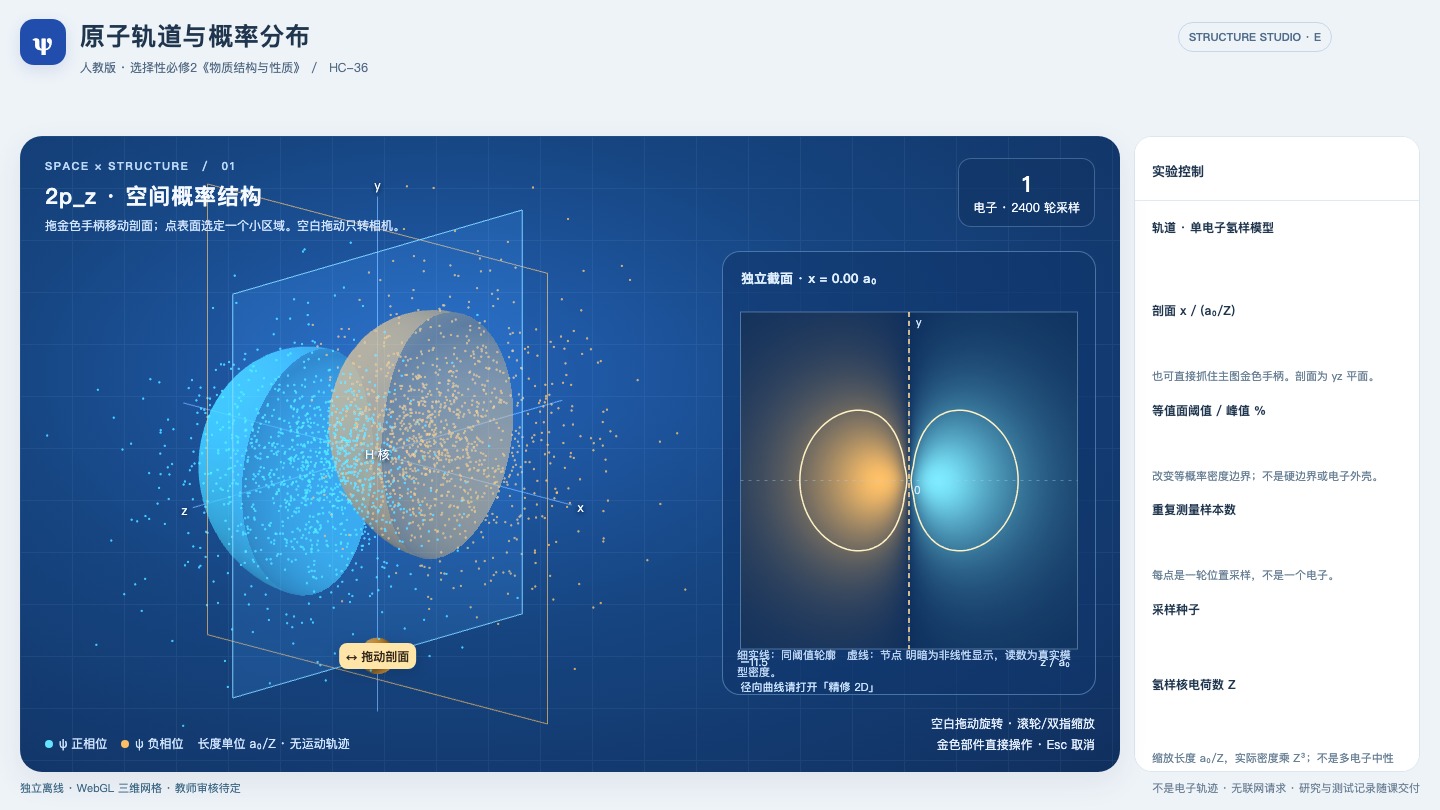 ψ
原子轨道与概率分布
人教版 · 选择性必修2《物质结构与性质》 / HC–36
STRUCTURE STUDIO · E
SPACE × STRUCTURE / 01
2p_z · 空间概率结构
拖金色手柄移动剖面；点表面选定一个小区域。空白拖动只转相机。
1
电子 · 2400 轮采样
y
H 核
z
x
↔ 拖动剖面
独立截面 · x = 0.00 a₀
y
0
细实线：同阈值轮廓 虚线：节点 明暗为非线性显示，读数为真实模
型密度。
−11.5
z / a₀
径向曲线请打开「精修 2D」
ψ 正相位 ψ 负相位 长度单位 a₀/Z · 无运动轨迹
空白拖动旋转 · 滚轮/双指缩放
金色部件直接操作 · Esc 取消
实验控制
轨道 · 单电子氢样模型
剖面 x / (a₀/Z)
也可直接抓住主图金色手柄。剖面为 yz 平面。
等值面阈值 / 峰值 %
改变等概率密度边界；不是硬边界或电子外壳。
重复测量样本数
每点是一轮位置采样，不是一个电子。
采样种子
氢样核电荷数 Z
缩放长度 a₀/Z，实际密度乘 Z³；不是多电子中性
独立离线 · WebGL 三维网格 · 教师审核待定
不是电子轨迹 · 无联网请求 · 研究与测试记录随课交付